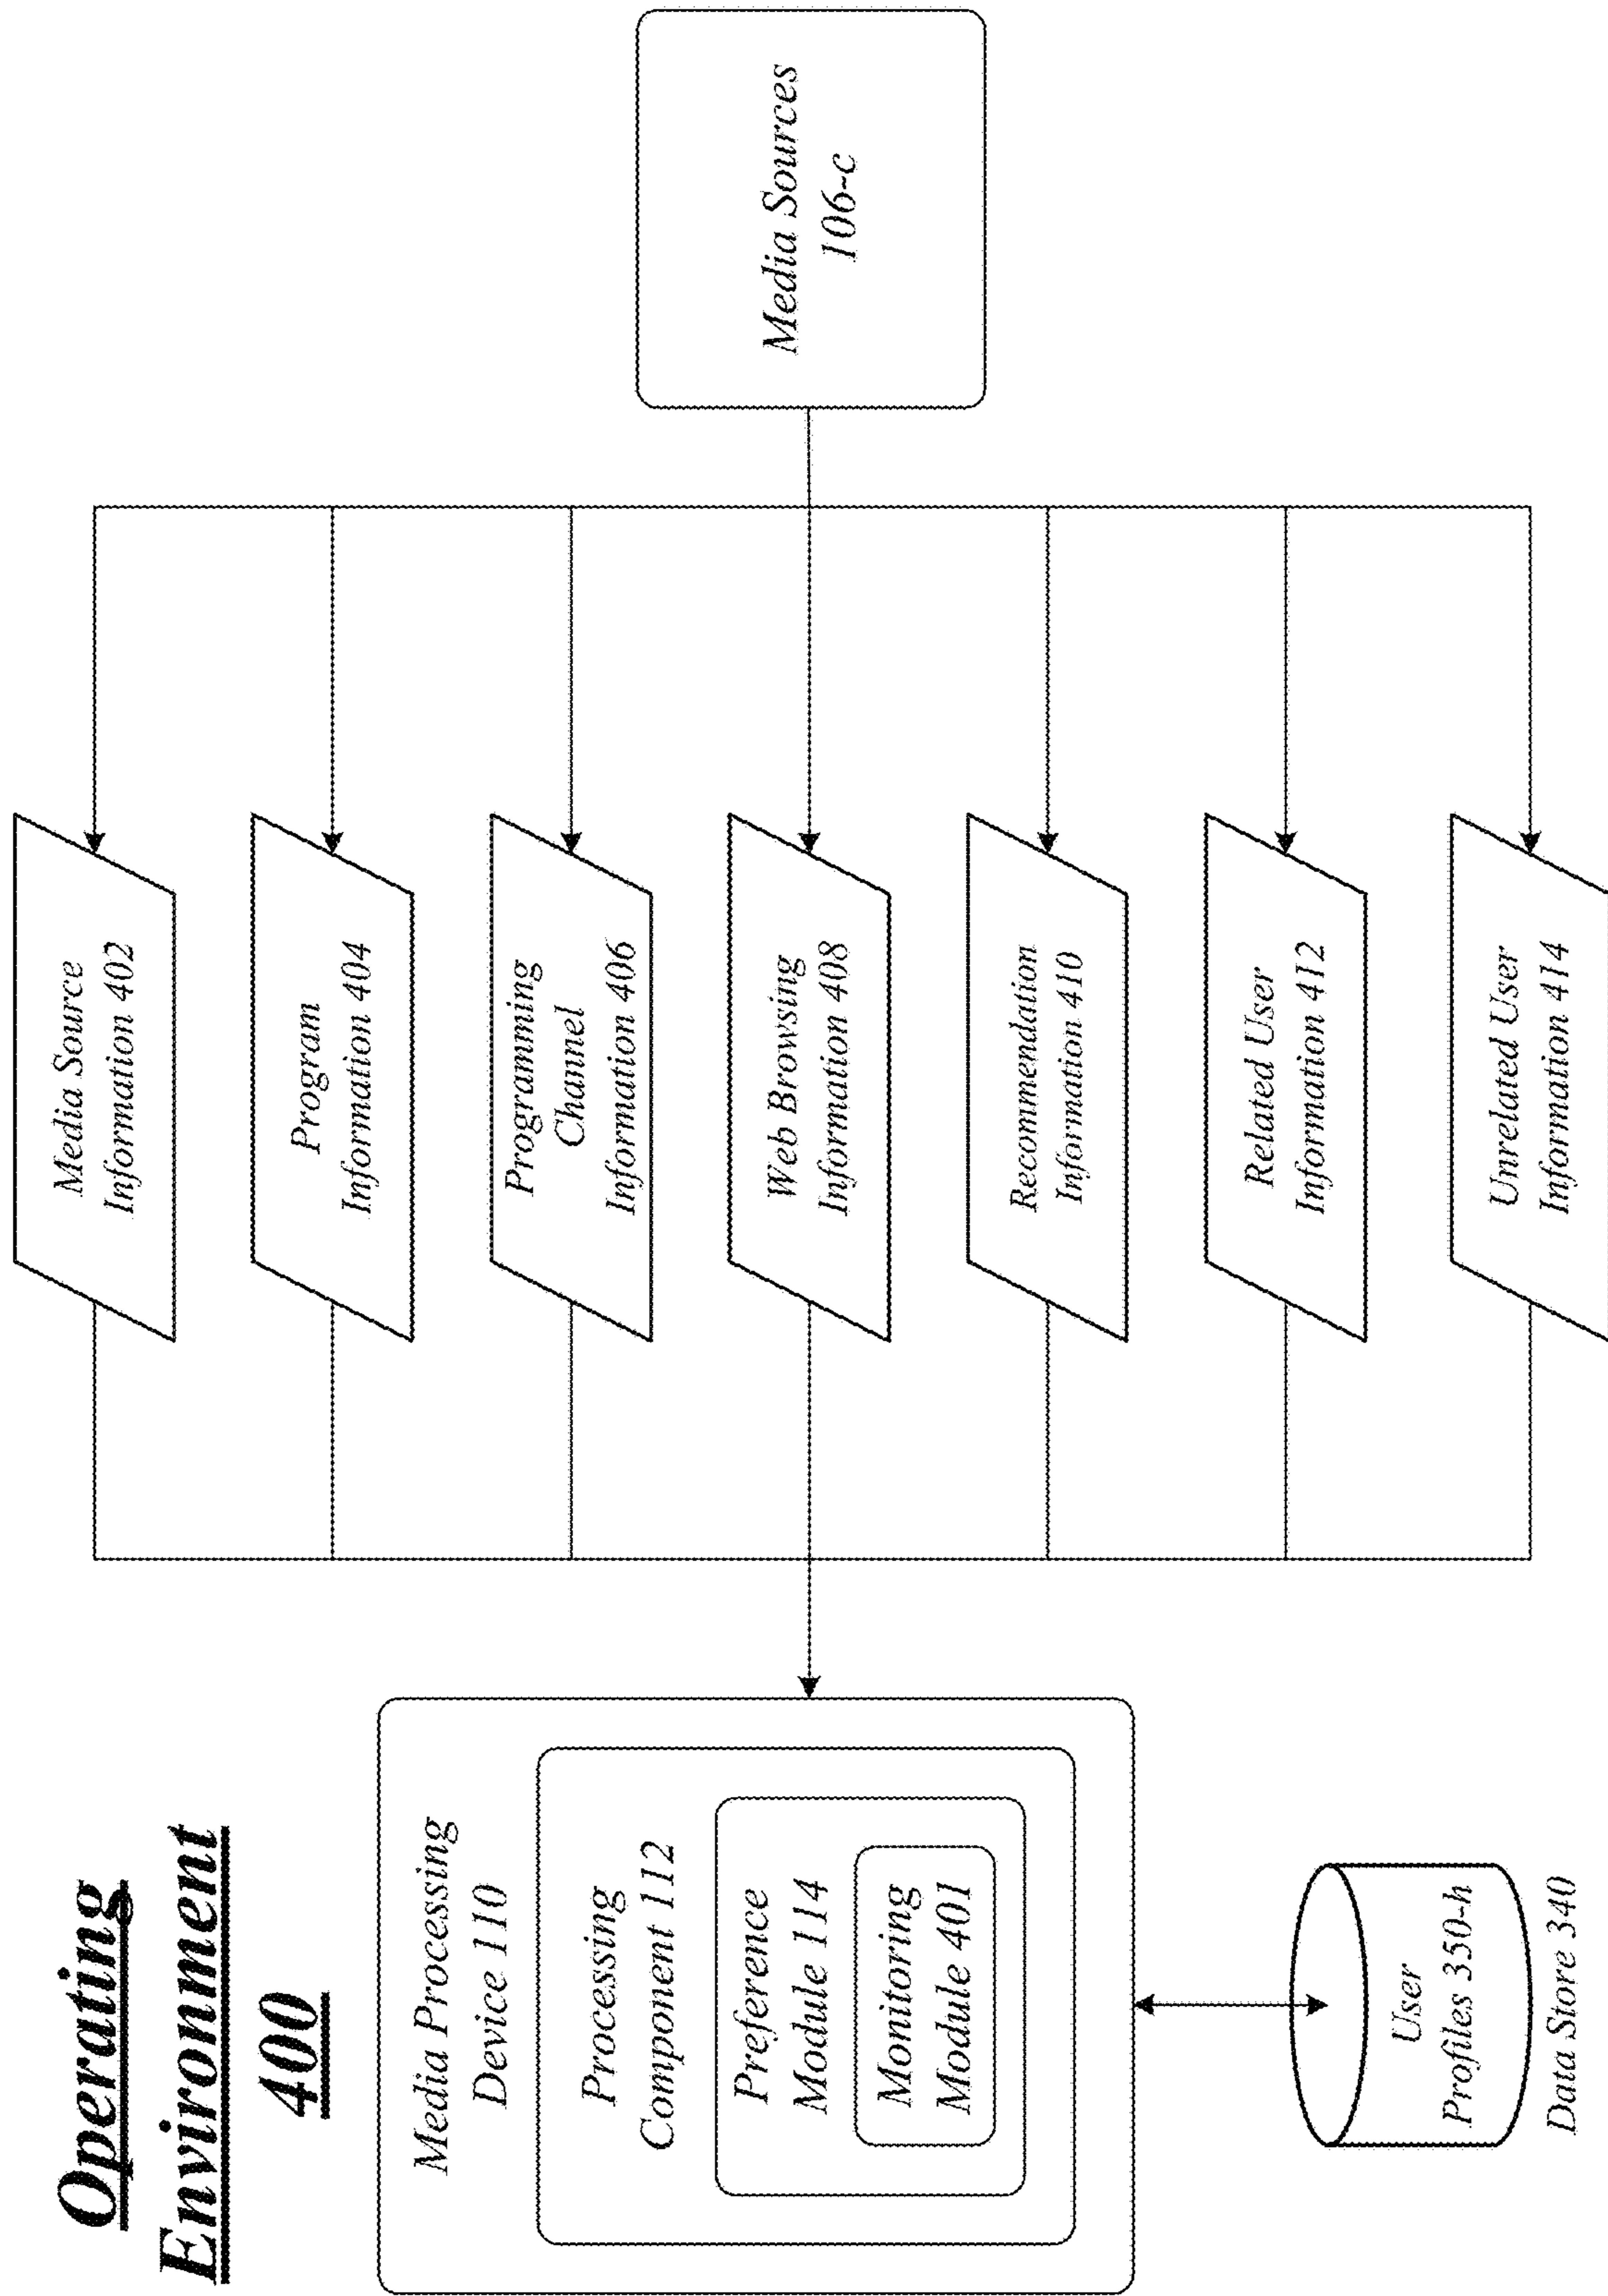 Operating
Environment
400
Media Processing
Device 110
Processing
Component 112
Preference
Module 114
Monitoring
Module 401
User
Profiles 350-h
Data Store 340
Media Source
Information 402
Program
Information 404
Programming
Channel
Information 406
Web Browsing
Information 408
Recommendation
Information 410
Related User
Information 412
Unrelated User
Information 414
Media Sources
106-c